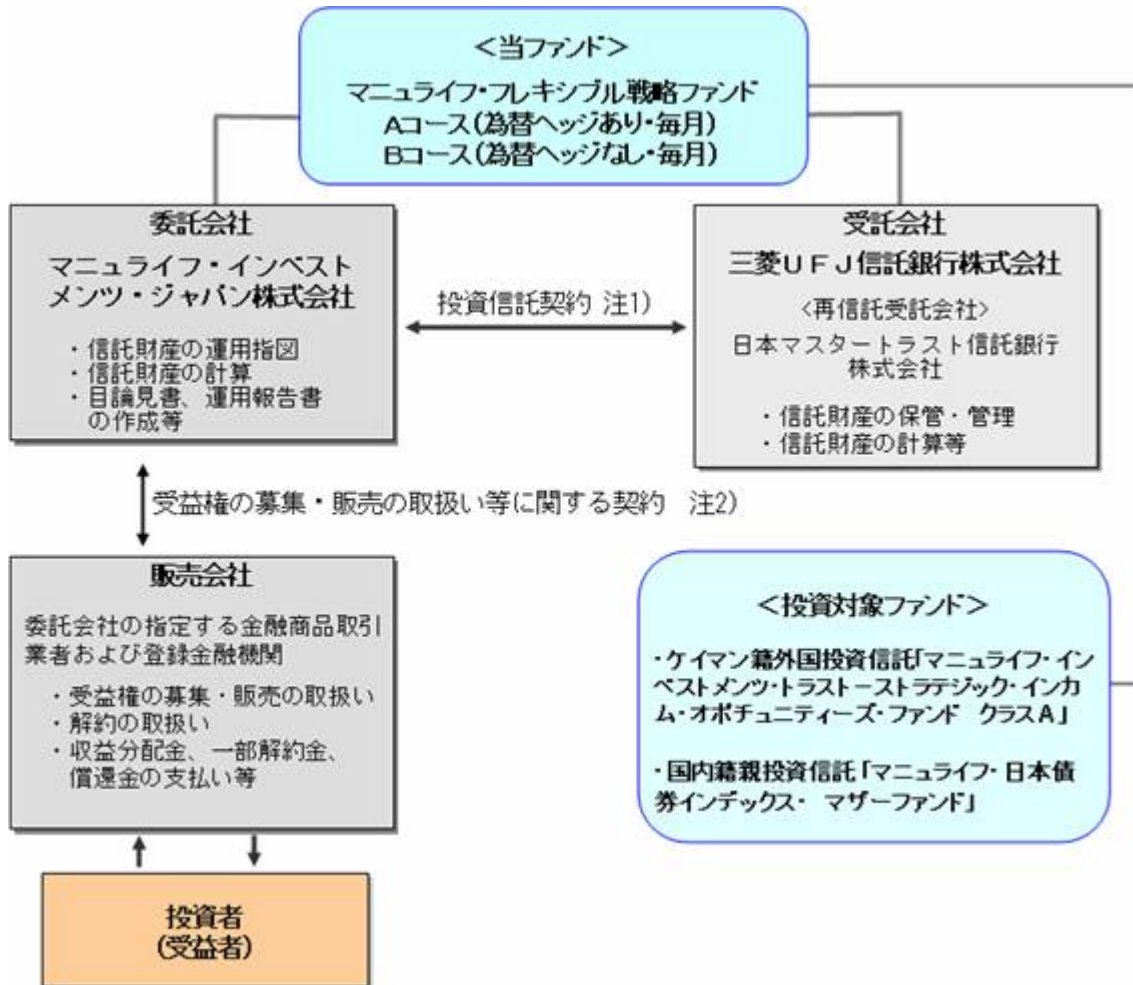 ＜当ファンド＞
マニュライフ・フレキシブル戦略ファンド
Aコース(為替ヘッジあり・毎月)
Bコース(為替ヘッジなし・毎月)
委託会社
マニュライフ・インベスト
メンツ・ジャパン株式会社
・信託財産の運用指図
・信託財産の計算
・目論見書、運用報告書
の作成等
投資信託契約 注1)
受託会社
三菱ＵＦＪ信託銀行株式会社
〈再信託受託会社〉
日本マスタートラスト信託銀行
株式会社
・信託財産の保管・管理
・信託財産の計算等
受益権の募集・販売の取扱い等に関する契約　注2)
販売会社
委託会社の指定する金融商品取引
業者および登録金融機関
・受益権の募集・販売の取扱い
・解約の取扱い
・収益分配金、一部解約金、
償還金の支払い等
＜投資対象ファンド＞
・ケイマン籍外国投資信託「マニュライフ・イン
ベストメンツ・トラスト－ストラテジック・インカ
ム・オポチュニティーズ・ファンド　クラスA」
・国内籍親投資信託「マニュライフ・日本債
券インデックス・　マザーファンド」
投資者
(受益者)